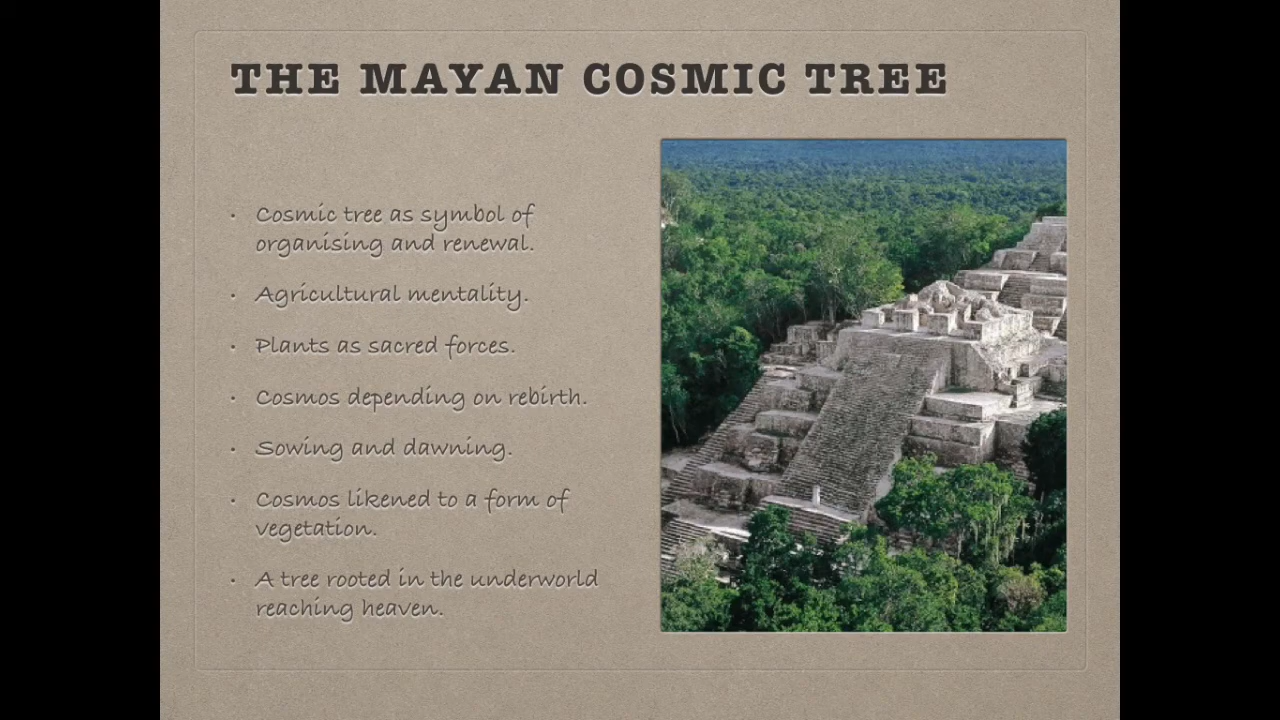 THE MAYAN COSMIC TREE
• Cosmic tree as symbol of
organising and renewal.
• Agricultural mentality.
• Plants as sacred forces.
• Cosmos depending on rebirth.
• Sowing and dawning.
• Cosmos likened to a form of
vegetation.
• A tree rooted in the underworld
reaching heaven.